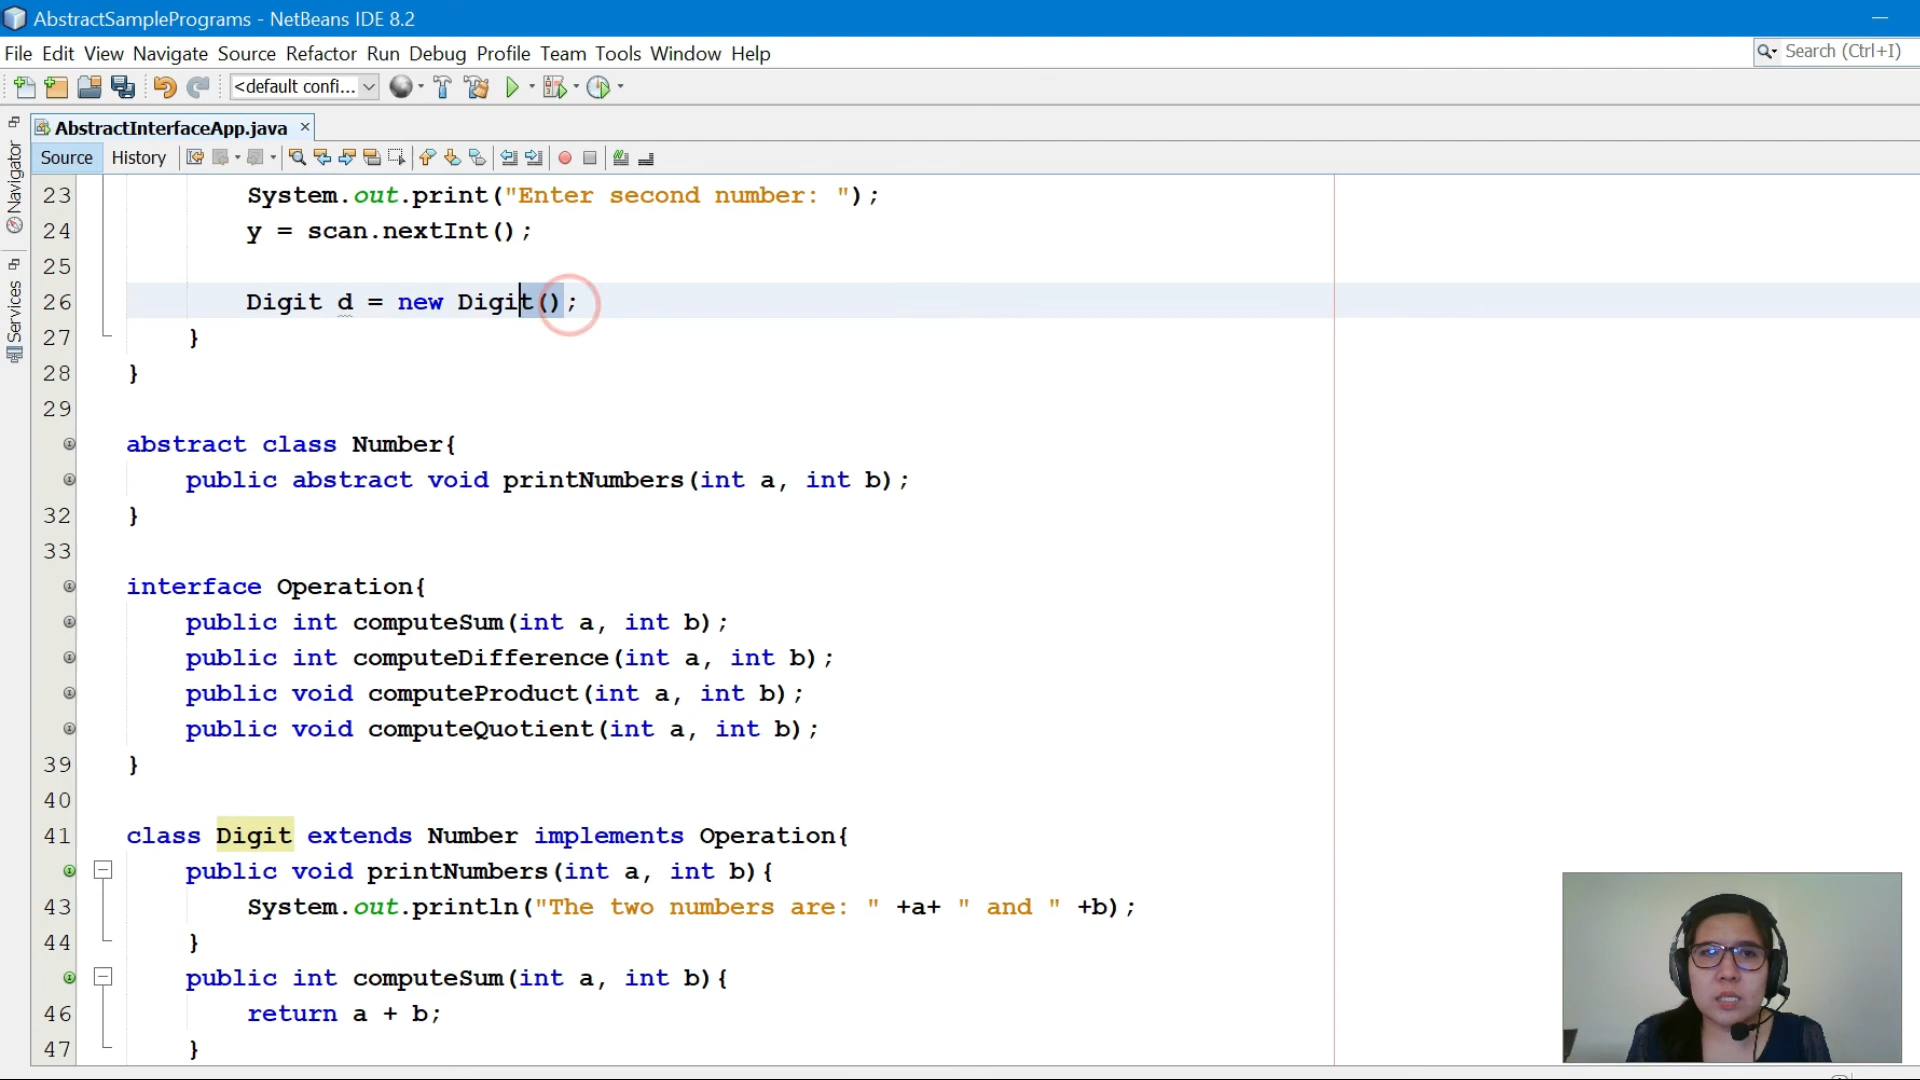 AbstractSamplePrograms - NetBeans IDE 8.2
File Edit View Navigate Source Refactor Run Debug Profile Team Tools Window Help
Search (Ctrl+I)
<default confi...
AbstractInterfaceApp.java
Source History
Navigator
Services
23 System.out.print("Enter second number: ");
24 y = scan.nextInt();
25
26 Digit d = new Digit();
27 }
28 }
29
abstract class Number{
public abstract void printNumbers(int a, int b);
32 }
33
interface Operation{
public int computeSum(int a, int b);
public int computeDifference(int a, int b);
public void computeProduct(int a, int b);
public void computeQuotient(int a, int b);
39 }
40
41 class Digit extends Number implements Operation{
public void printNumbers(int a, int b){
43 System.out.println("The two numbers are: " +a+ " and " +b);
44 }
public int computeSum(int a, int b){
46 return a + b;
47 }